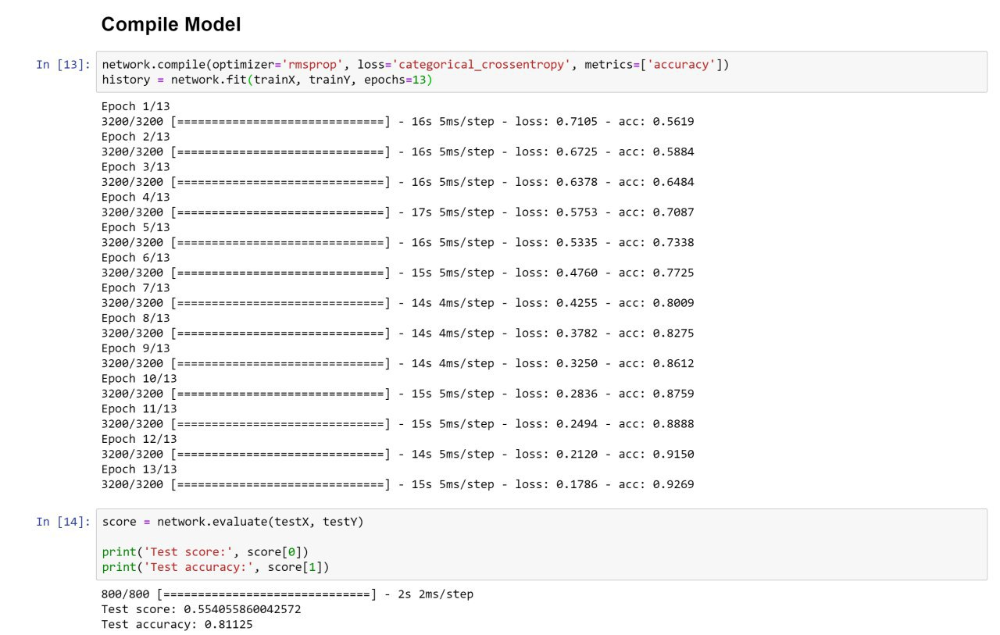 Compile Model
In [13]: network.compile(optimizer='rmsprop', loss='categorical_crossentropy', metrics=['accuracy'])
history = network.fit(trainX, trainY, epochs=13)
Epoch 1/13
3200/3200 [==============================] - 16s 5ms/step - loss: 0.7105 - acc: 0.5619
Epoch 2/13
3200/3200 [==============================] - 16s 5ms/step - loss: 0.6725 - acc: 0.5884
Epoch 3/13
3200/3200 [==============================] - 16s 5ms/step - loss: 0.6378 - acc: 0.6484
Epoch 4/13
3200/3200 [==============================] - 17s 5ms/step - loss: 0.5753 - acc: 0.7087
Epoch 5/13
3200/3200 [==============================] - 16s 5ms/step - loss: 0.5335 - acc: 0.7338
Epoch 6/13
3200/3200 [==============================] - 15s 5ms/step - loss: 0.4760 - acc: 0.7725
Epoch 7/13
3200/3200 [==============================] - 14s 4ms/step - loss: 0.4255 - acc: 0.8009
Epoch 8/13
3200/3200 [==============================] - 14s 4ms/step - loss: 0.3782 - acc: 0.8275
Epoch 9/13
3200/3200 [==============================] - 14s 4ms/step - loss: 0.3250 - acc: 0.8612
Epoch 10/13
3200/3200 [==============================] - 15s 5ms/step - loss: 0.2836 - acc: 0.8759
Epoch 11/13
3200/3200 [==============================] - 15s 5ms/step - loss: 0.2494 - acc: 0.8888
Epoch 12/13
3200/3200 [==============================] - 14s 5ms/step - loss: 0.2120 - acc: 0.9150
Epoch 13/13
3200/3200 [==============================] - 15s 5ms/step - loss: 0.1786 - acc: 0.9269
In [14]: score = network.evaluate(testX, testY)
print('Test score:', score[0])
print('Test accuracy:', score[1])
800/800 [==============================] - 2s 2ms/step
Test score: 0.554055860042572
Test accuracy: 0.81125